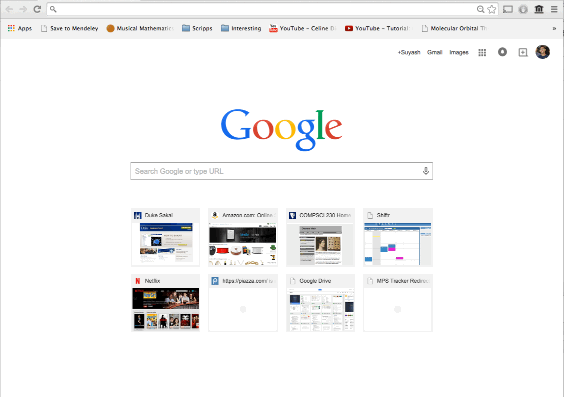 Apps Save to Mendeley Musical Mathematic Scripps Interesting YouTube - Celine D YouTube - Tutorial Molecular Orbital Th »
+Suyash Gmail Images
Google
Search Google or type URL
Duke Sakai Amazon.com: Online COMPSCI 230 Home Shiftr
Netflix https://piazza.com/ Google Drive MPS Tracker Redirec